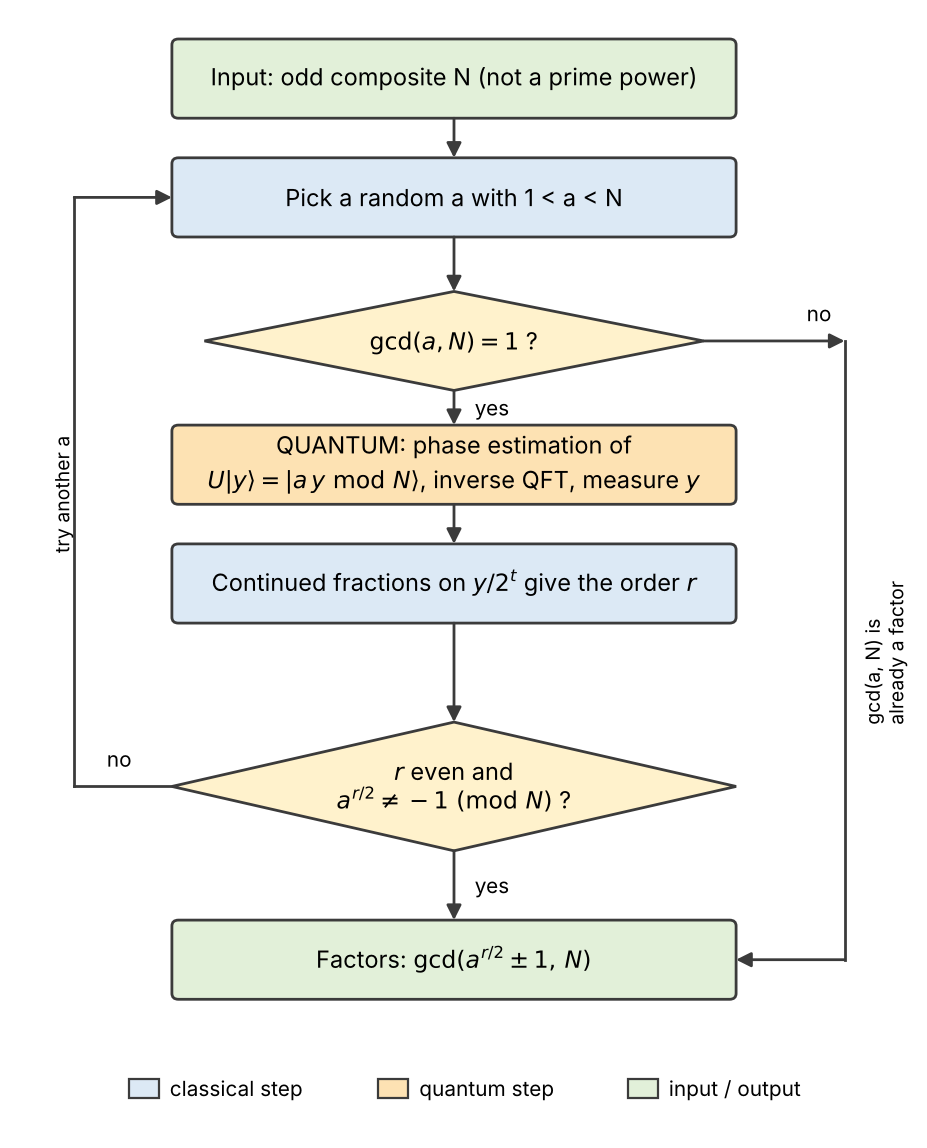 Input: odd composite N (not a prime power)
Pick a random a with 1 < a < N
gcd(a, N) = 1 ?
no
yes
QUANTUM: phase estimation of
U|y⟩ = |a y mod N⟩, inverse QFT, measure y
try another a
Continued fractions on y/2^t give the order r
gcd(a, N) is
already a factor
no
r even and
a^{r/2} ≠ −1 (mod N) ?
yes
Factors: gcd(a^{r/2} ± 1, N)
classical step
quantum step
input / output